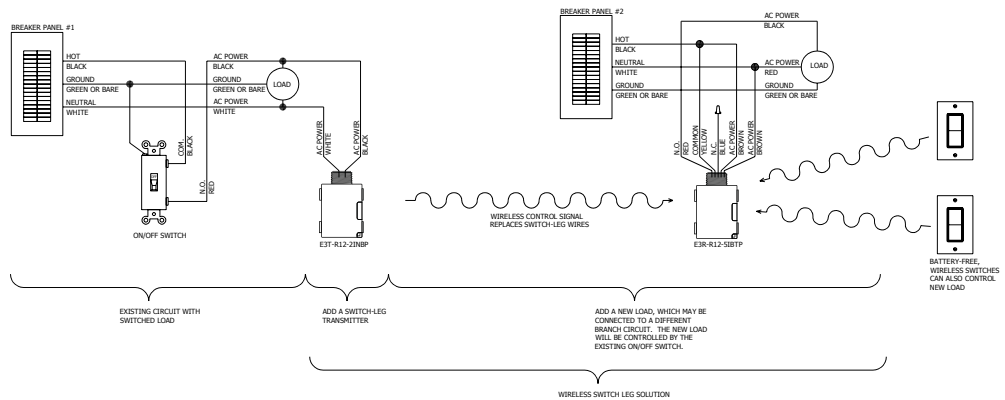 BREAKER PANEL #1
HOT
BLACK
GROUND
GREEN OR BARE
NEUTRAL
WHITE
AC POWER
BLACK
GROUND
GREEN OR BARE
AC POWER
WHITE
LOAD
COM.
BLACK
N.O.
RED
AC POWER
WHITE
AC POWER
BLACK
ON/OFF SWITCH
E3T-R12-2INBP
WIRELESS CONTROL SIGNAL
REPLACES SWITCH-LEG WIRES
BREAKER PANEL #2
HOT
BLACK
NEUTRAL
WHITE
GROUND
GREEN OR BARE
AC POWER
BLACK
AC POWER
RED
GROUND
GREEN OR BARE
LOAD
N.O.
RED
COMMON
YELLOW
N.C.
BLUE
AC POWER
BROWN
AC POWER
BROWN
E3R-R12-5IBTP
BATTERY-FREE,
WIRELESS SWITCHES
CAN ALSO CONTROL
NEW LOAD
EXISTING CIRCUIT WITH
SWITCHED LOAD
ADD A SWITCH-LEG
TRANSMITTER
ADD A NEW LOAD, WHICH MAY BE
CONNECTED TO A DIFFERENT
BRANCH CIRCUIT. THE NEW LOAD
WILL BE CONTROLLED BY THE
EXISTING ON/OFF SWITCH.
WIRELESS SWITCH LEG SOLUTION